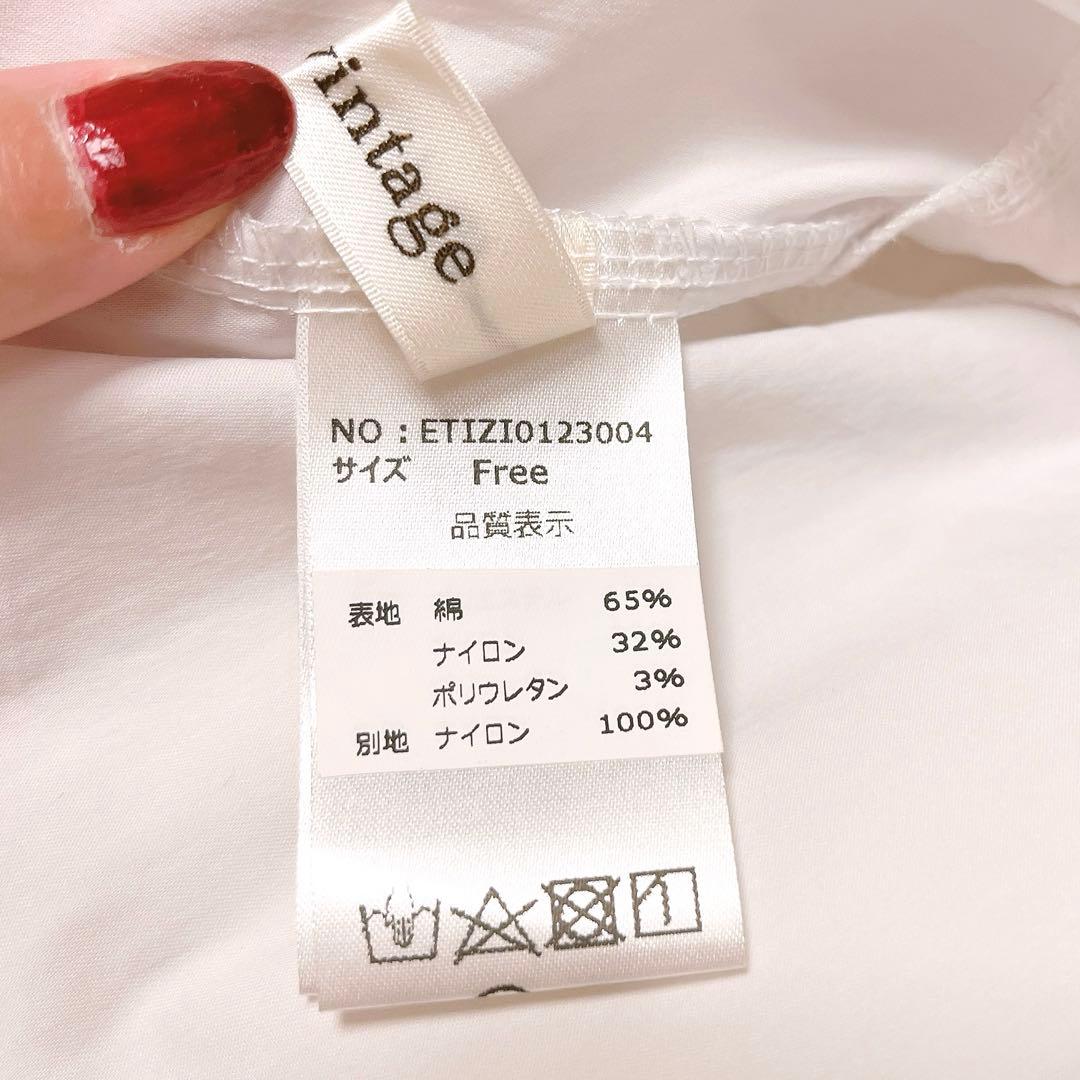 vintage
NO : ETIZI0123004
サイズ Free
品質表示
表地 綿 65%
ナイロン 32%
ポリウレタン 3%
別地 ナイロン 100%